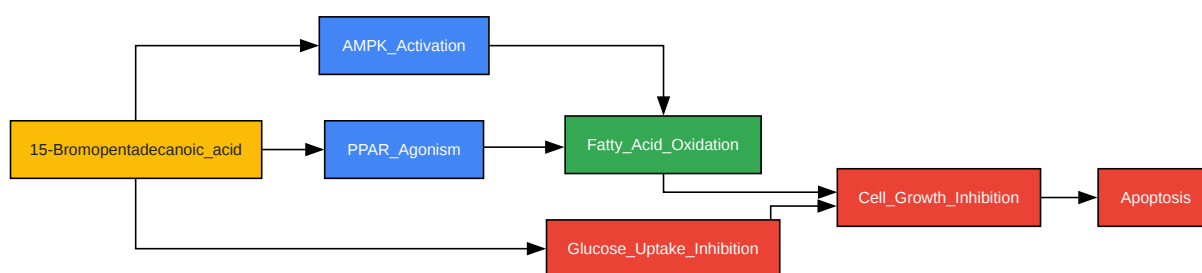 AMPK_Activation
15-Bromopentadecanoic_acid
PPAR_Agonism
Fatty_Acid_Oxidation
Cell_Growth_Inhibition
Apoptosis
Glucose_Uptake_Inhibition